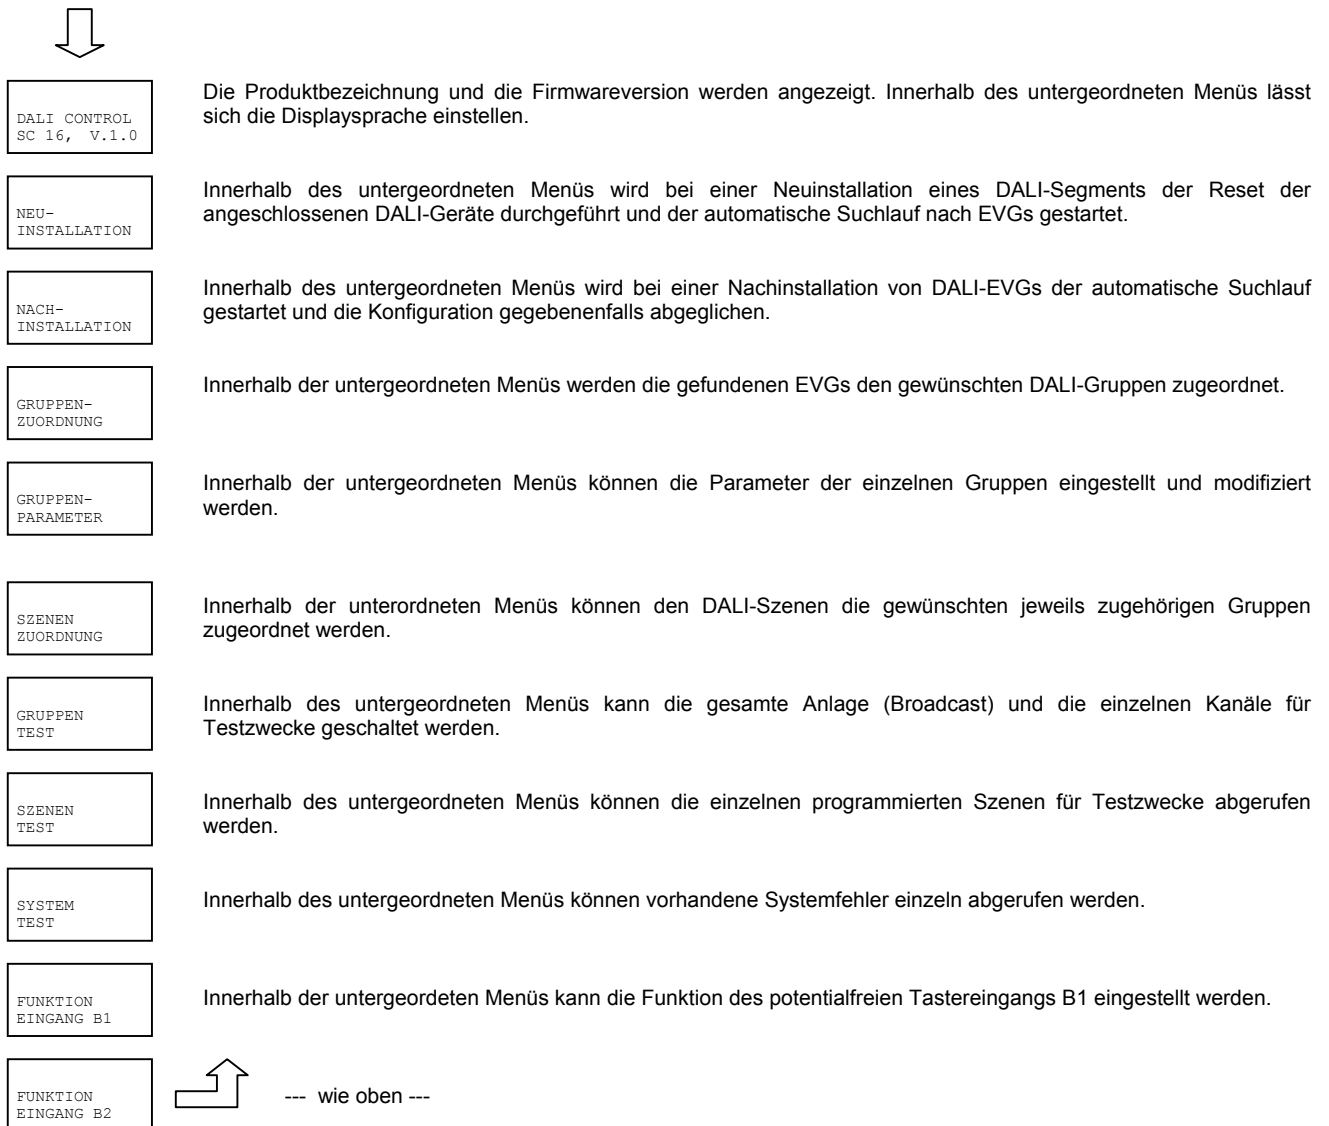 DALI CONTROL
SC 16, V.1.0
Die Produktbezeichnung und die Firmwareversion werden angezeigt. Innerhalb des untergeordneten Menüs lässt
sich die Displaysprache einstellen.
NEU-
INSTALLATION
Innerhalb des untergeordneten Menüs wird bei einer Neuinstallation eines DALI-Segments der Reset der
angeschlossenen DALI-Geräte durchgeführt und der automatische Suchlauf nach EVGs gestartet.
NACH-
INSTALLATION
Innerhalb des untergeordneten Menüs wird bei einer Nachinstallation von DALI-EVGs der automatische Suchlauf
gestartet und die Konfiguration gegebenenfalls abgeglichen.
GRUPPEN-
ZUORDNUNG
Innerhalb der untergeordneten Menüs werden die gefundenen EVGs den gewünschten DALI-Gruppen zugeordnet.
GRUPPEN-
PARAMETER
Innerhalb der untergeordneten Menüs können die Parameter der einzelnen Gruppen eingestellt und modifiziert
werden.
SZENEN
ZUORDNUNG
Innerhalb der unterordneten Menüs können den DALI-Szenen die gewünschten jeweils zugehörigen Gruppen
zugeordnet werden.
GRUPPEN
TEST
Innerhalb des untergeordneten Menüs kann die gesamte Anlage (Broadcast) und die einzelnen Kanäle für
Testzwecke geschaltet werden.
SZENEN
TEST
Innerhalb des untergeordneten Menüs können die einzelnen programmierten Szenen für Testzwecke abgerufen
werden.
SYSTEM
TEST
Innerhalb des untergeordneten Menüs können vorhandene Systemfehler einzeln abgerufen werden.
FUNKTION
EINGANG B1
Innerhalb der untergeordeten Menüs kann die Funktion des potentialfreien Tastereingangs B1 eingestellt werden.
FUNKTION
EINGANG B2
--- wie oben ---